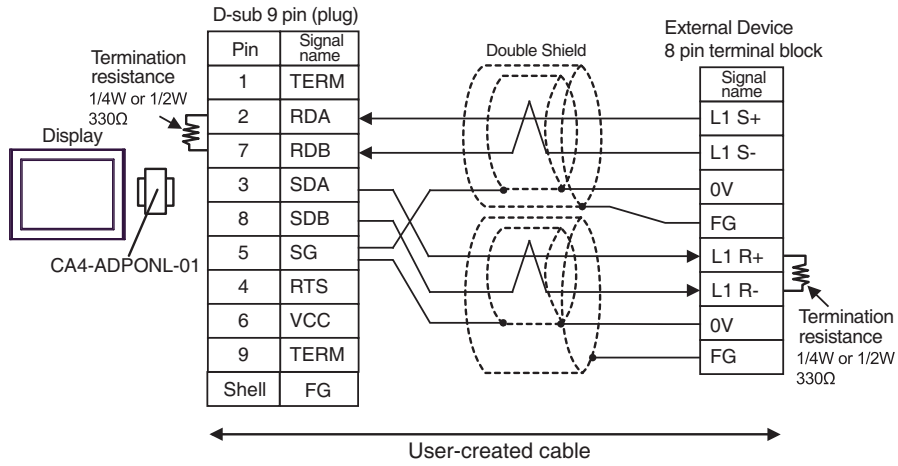 D-sub 9 pin (plug)
External Device
8 pin terminal block
Double Shield
Termination
resistance
1/4W or 1/2W
330Ω
Display
CA4-ADPONL-01
Pin Signal name
1 TERM
2 RDA
7 RDB
3 SDA
8 SDB
5 SG
4 RTS
6 VCC
9 TERM
Shell FG
Signal
name
L1 S+
L1 S-
0V
FG
L1 R+
L1 R-
0V
FG
Termination
resistance
1/4W or 1/2W
330Ω
User-created cable